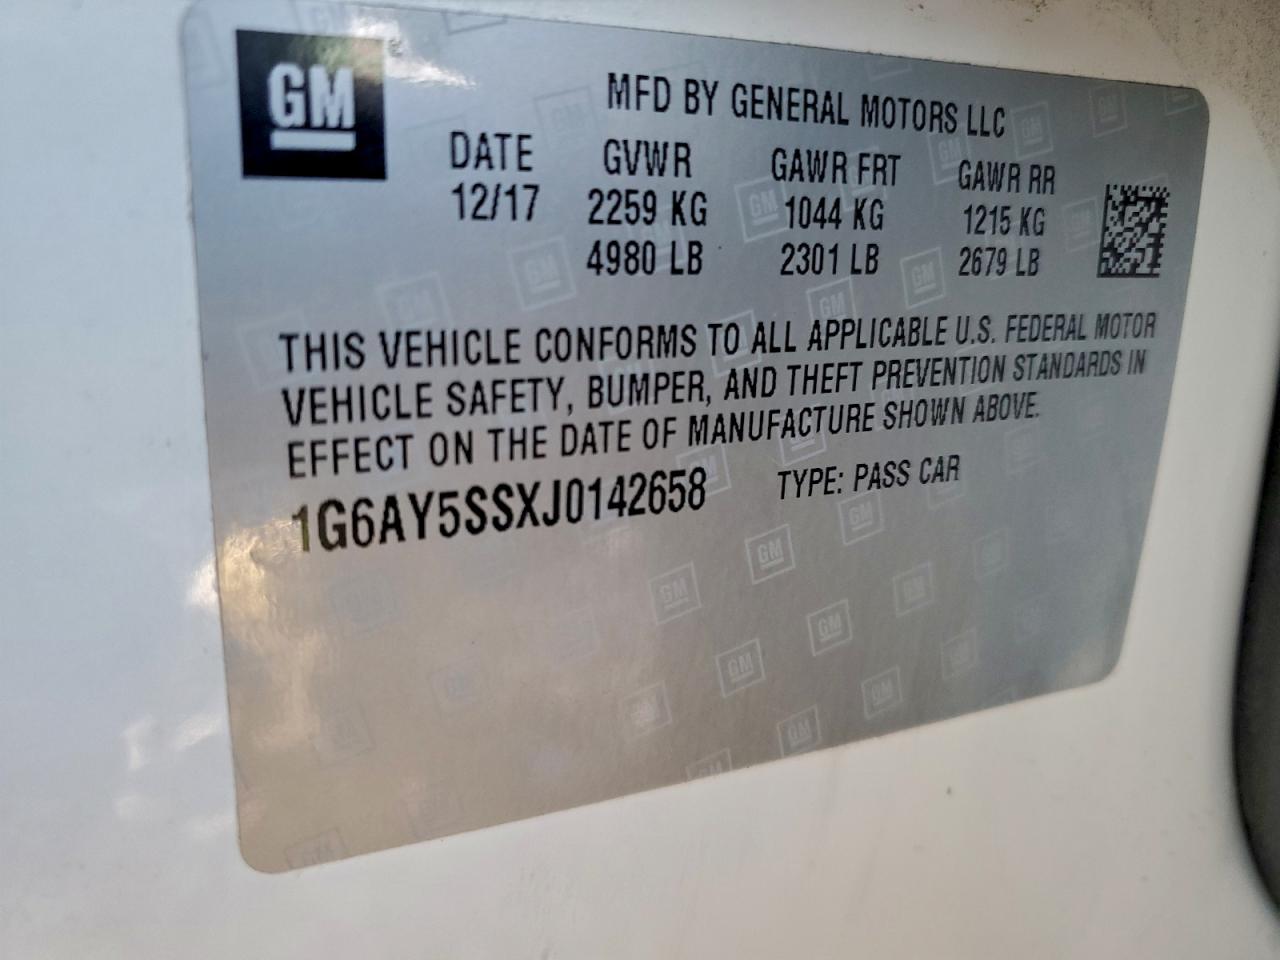 GM
MFD BY GENERAL MOTORS LLC
DATE GVWR GAWR FRT GAWR RR
12/17 2259 KG 1044 KG 1215 KG
4980 LB 2301 LB 2679 LB
THIS VEHICLE CONFORMS TO ALL APPLICABLE U.S. FEDERAL MOTOR
VEHICLE SAFETY, BUMPER, AND THEFT PREVENTION STANDARDS IN
EFFECT ON THE DATE OF MANUFACTURE SHOWN ABOVE.
1G6AY5SSXJ0142658 TYPE: PASS CAR